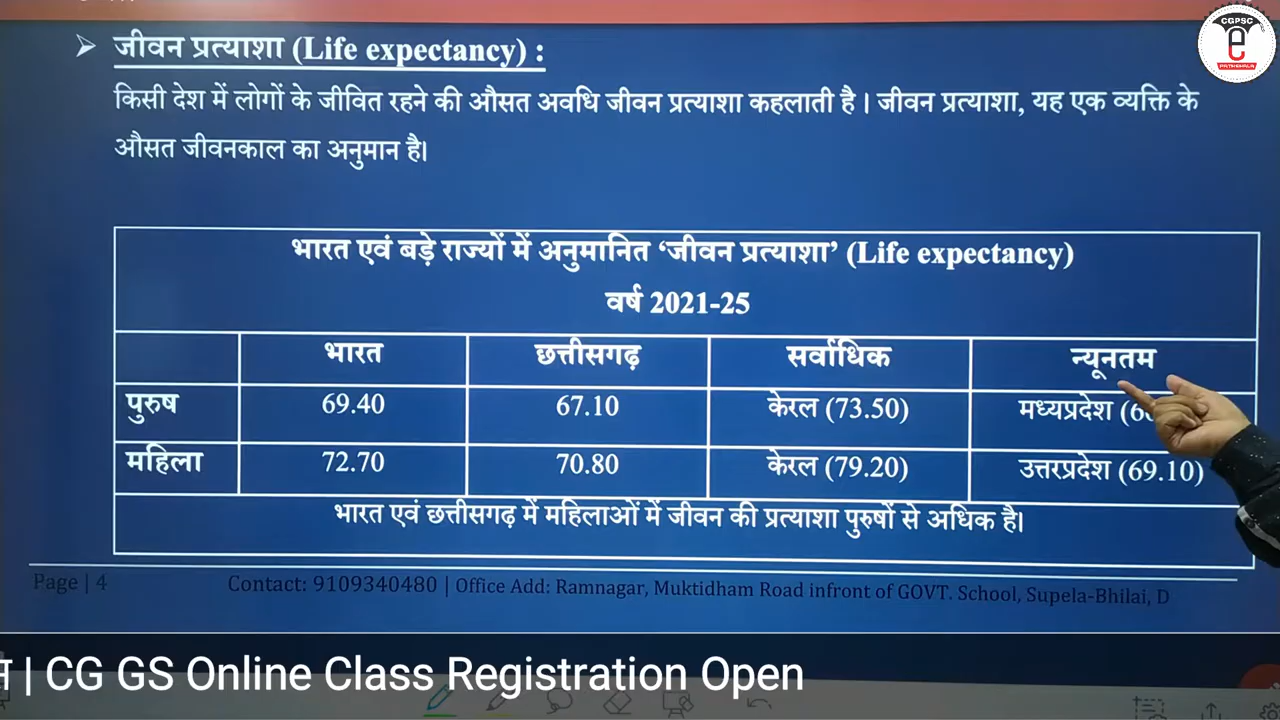 CGPSC
e
PATHSHALA
➤ जीवन प्रत्याशा (Life expectancy) :
किसी देश में लोगों के जीवित रहने की औसत अवधि जीवन प्रत्याशा कहलाती है। जीवन प्रत्याशा, यह एक व्यक्ति के
औसत जीवनकाल का अनुमान है।
भारत एवं बड़े राज्यों में अनुमानित ‘जीवन प्रत्याशा’ (Life expectancy)
वर्ष 2021-25
भारत छत्तीसगढ़ सर्वाधिक न्यूनतम
पुरुष 69.40 67.10 केरल (73.50) मध्यप्रदेश
महिला 72.70 70.80 केरल (79.20) उत्तरप्रदेश (69.10)
भारत एवं छत्तीसगढ़ में महिलाओं में जीवन की प्रत्याशा पुरुषों से अधिक है।
Page | 4 Contact: 9109340480 | Office Add: Ramnagar, Muktidham Road infront of GOVT. School, Supela-Bhilai, D
| CG GS Online Class Registration Open